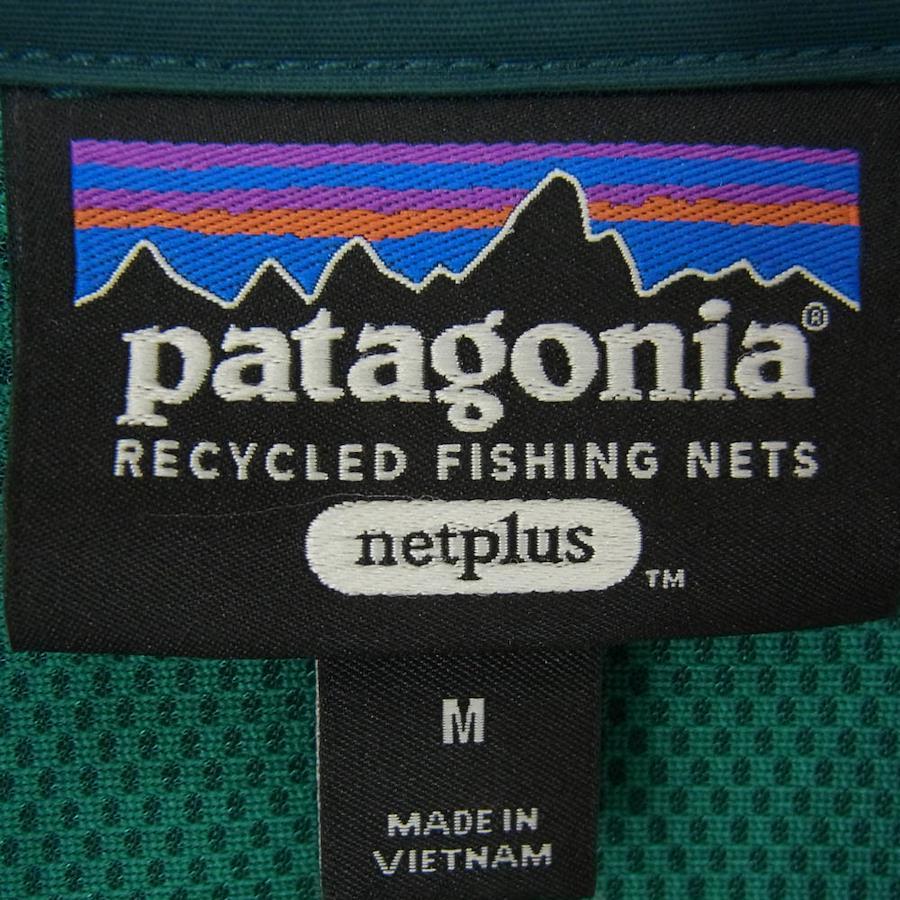 patagonia®
RECYCLED FISHING NETS
netplus™
M
MADE IN
VIETNAM